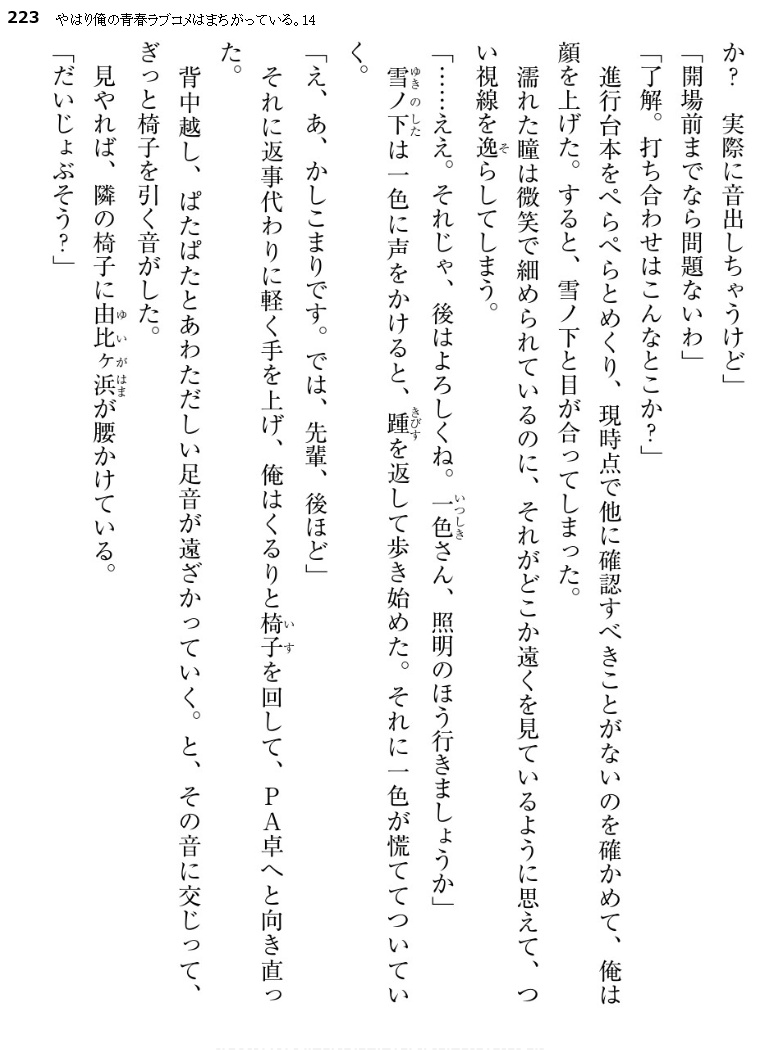 223 やはり俺の青春ラブコメはまちがっている。14
か?　実際に音出しちゃうけど」
「開場前までなら問題ないわ」
「了解。打ち合わせはこんなとこか?」
　進行台本をぺらぺらとめくり、現時点で他に確認すべきことがないのを確かめて、俺は
顔を上げた。すると、雪ノ下と目が合ってしまった。
　濡れた瞳は微笑で細められているのに、それがどこか遠くを見ているように思えて、つ
い視線を逸らしてしまう。
「……ええ。それじゃ、後はよろしくね。一色さん、照明のほう行きましょうか」
　雪ノ下は一色に声をかけると、踵を返して歩き始めた。それに一色が慌ててついてい
く。
「え、あ、かしこまりです。では、先輩、後ほど」
　それに返事代わりに軽く手を上げ、俺はくるりと椅子を回して、ＰＡ卓へと向き直っ
た。
　背中越し、ぱたぱたとあわただしい足音が遠ざかっていく。と、その音に交じって、
ぎっと椅子を引く音がした。
　見やれば、隣の椅子に由比ヶ浜が腰かけている。
「だいじょぶそう?」